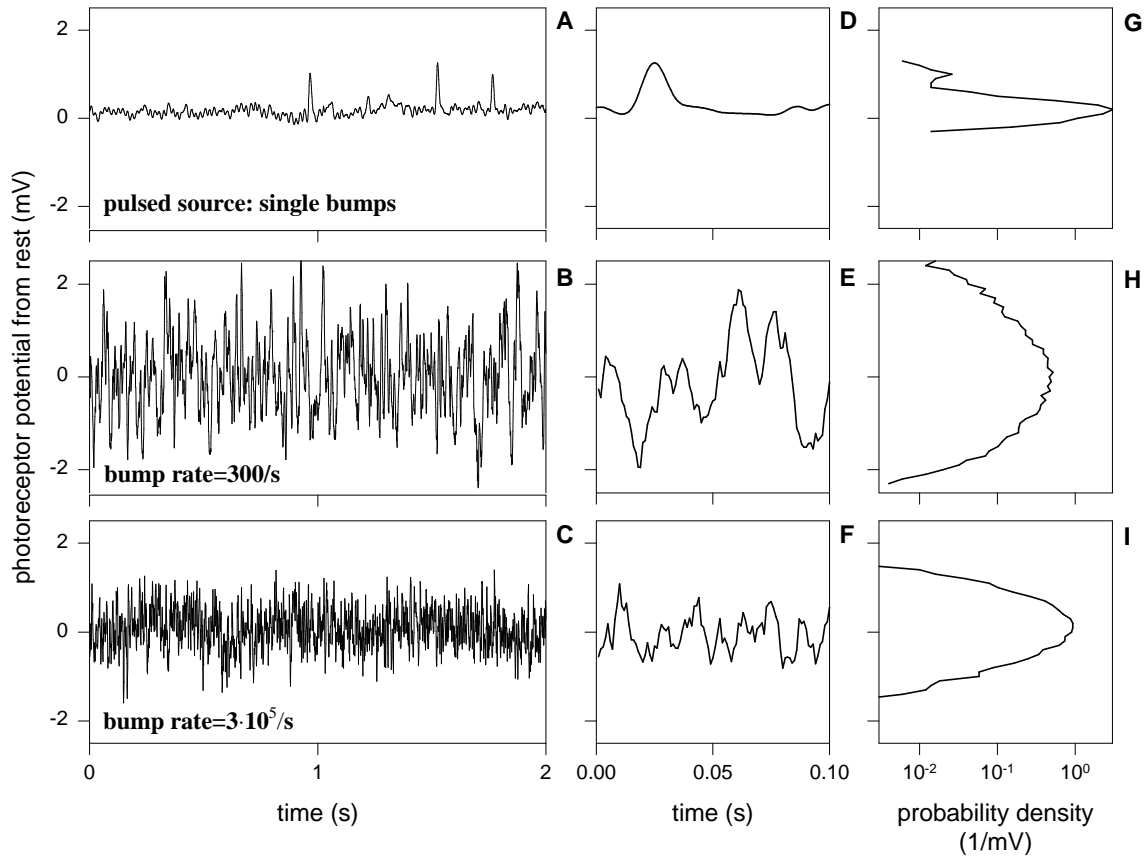 A
D
G
2
0
-2
pulsed source: single bumps
B
E
H
2
0
-2
bump rate=300/s
C
F
I
2
0
-2
bump rate=3·10⁵/s
photoreceptor potential from rest (mV)
0 1 2
0.00 0.05 0.10
10⁻² 10⁻¹ 10⁰
time (s)
time (s)
probability density
(1/mV)